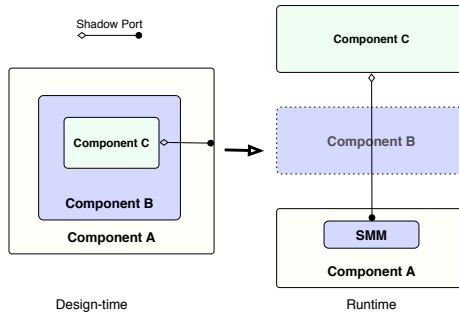 Shadow Port
Component C
Component B
Component A
Design-time
Component C
Component B
SMM
Component A
Runtime